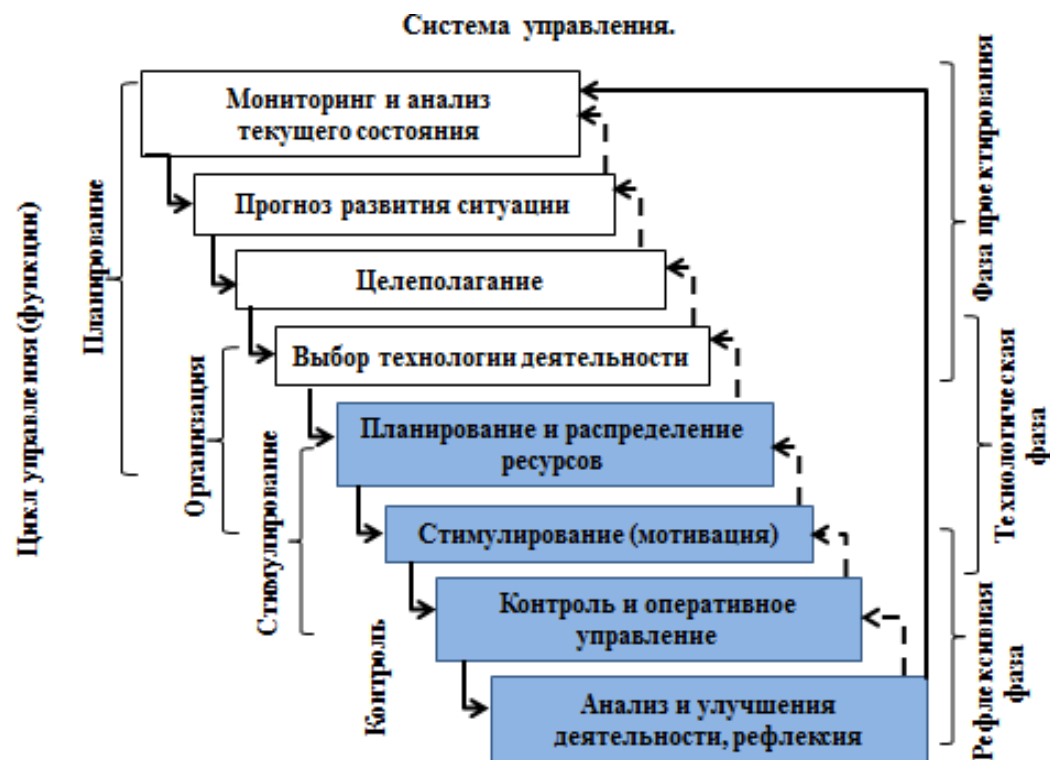 Система управления.
Мониторинг и анализ
текущего состояния
Прогноз развития ситуации
Целеполагание
Выбор технологии деятельности
Планирование и распределение
ресурсов
Стимулирование (мотивация)
Контроль и оперативное
управление
Анализ и улучшения
деятельности, рефлексия
Цикл управления (функции)
Планирование
Организация
Стимулирование
Контроль
Фаза проектирования
Технологическая
фаза
Рефлексивная
фаза